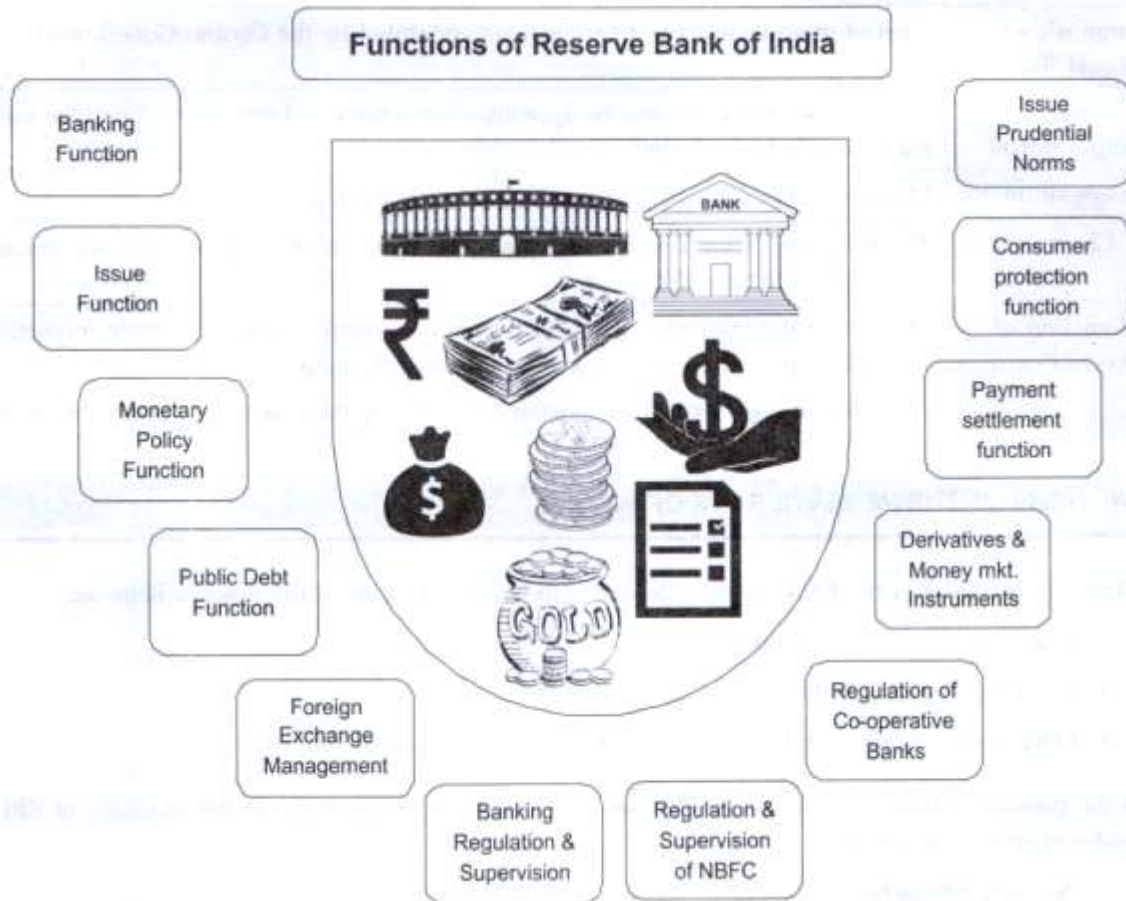 Functions of Reserve Bank of India
Banking
Function
Issue
Function
Monetary
Policy
Function
Public Debt
Function
Foreign
Exchange
Management
Banking
Regulation &
Supervision
Regulation &
Supervision
of NBFC
Regulation of
Co-operative
Banks
Derivatives &
Money mkt.
Instruments
Payment
settlement
function
Consumer
protection
function
Issue
Prudential
Norms
BANK
₹
$
$
GOLD